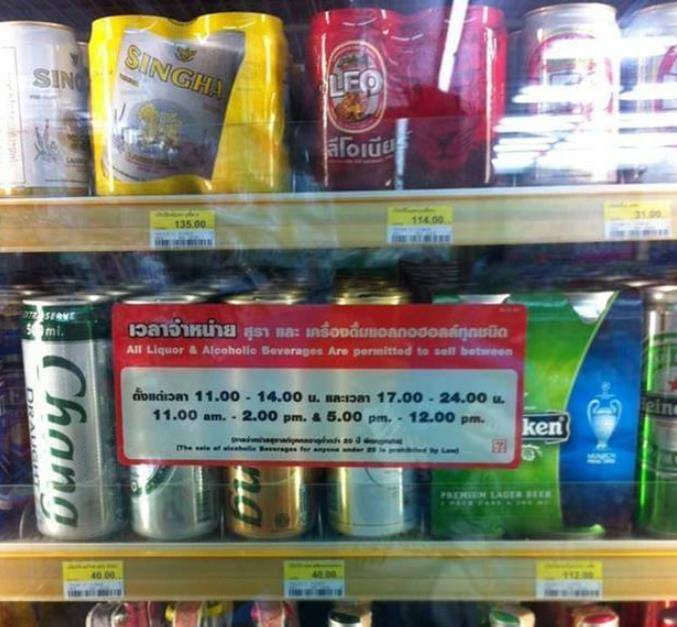 SING
SINGHA
LEO
ลีโอเบีย
135.00
114.00
31.00
500 ml.
Chang
DRAUGHT
เวลาจำหน่าย สุรา และ เครื่องดื่มแอลกอฮอล์ทุกชนิด
All Liquor & Alcoholic Beverages Are permitted to sell between
ตั้งแต่เวลา 11.00 - 14.00 น. และเวลา 17.00 - 24.00 น.
11.00 am. - 2.00 pm. & 5.00 pm. - 12.00 pm.
(The sale of alcoholic Beverages for anyone under 20 is prohibited by Law)
ng
ken
MUNICH
PREMIUM LAGER BEER
Heine
40.00
40.00
112.00